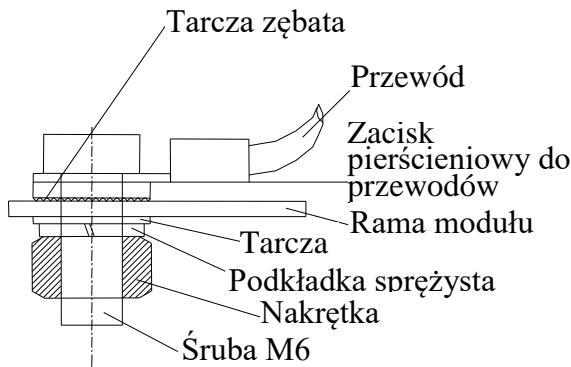 Tarcza zębata
Przewód
Zacisk
pierścieniowy do
przewodów
Rama modułu
Tarcza
Podkładka sprężysta
Nakrętka
Śruba M6